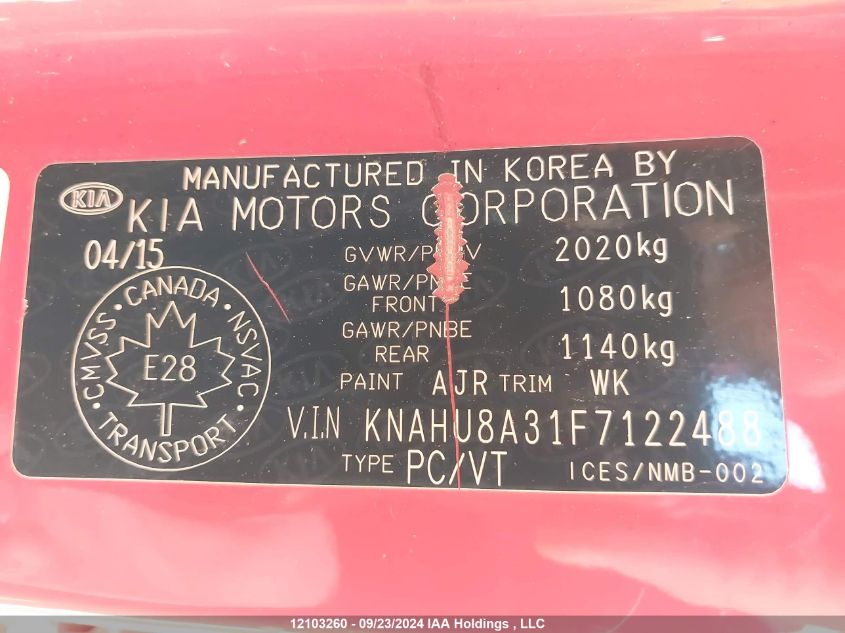 MANUFACTURED IN KOREA BY
KIA
KIA MOTORS CORPORATION
04/15
GVWR/PNBV 2020kg
GAWR/PNBE
FRONT 1080kg
GAWR/PNBE
REAR 1140kg
PAINT AJR TRIM WK
V.I.N KNAHU8A31F7122488
TYPE PC/VT ICES/NMB-002
CMVSS • CANADA • NSVAC • TRANSPORT •
E28
12103260 - 09/23/2024 IAA Holdings , LLC